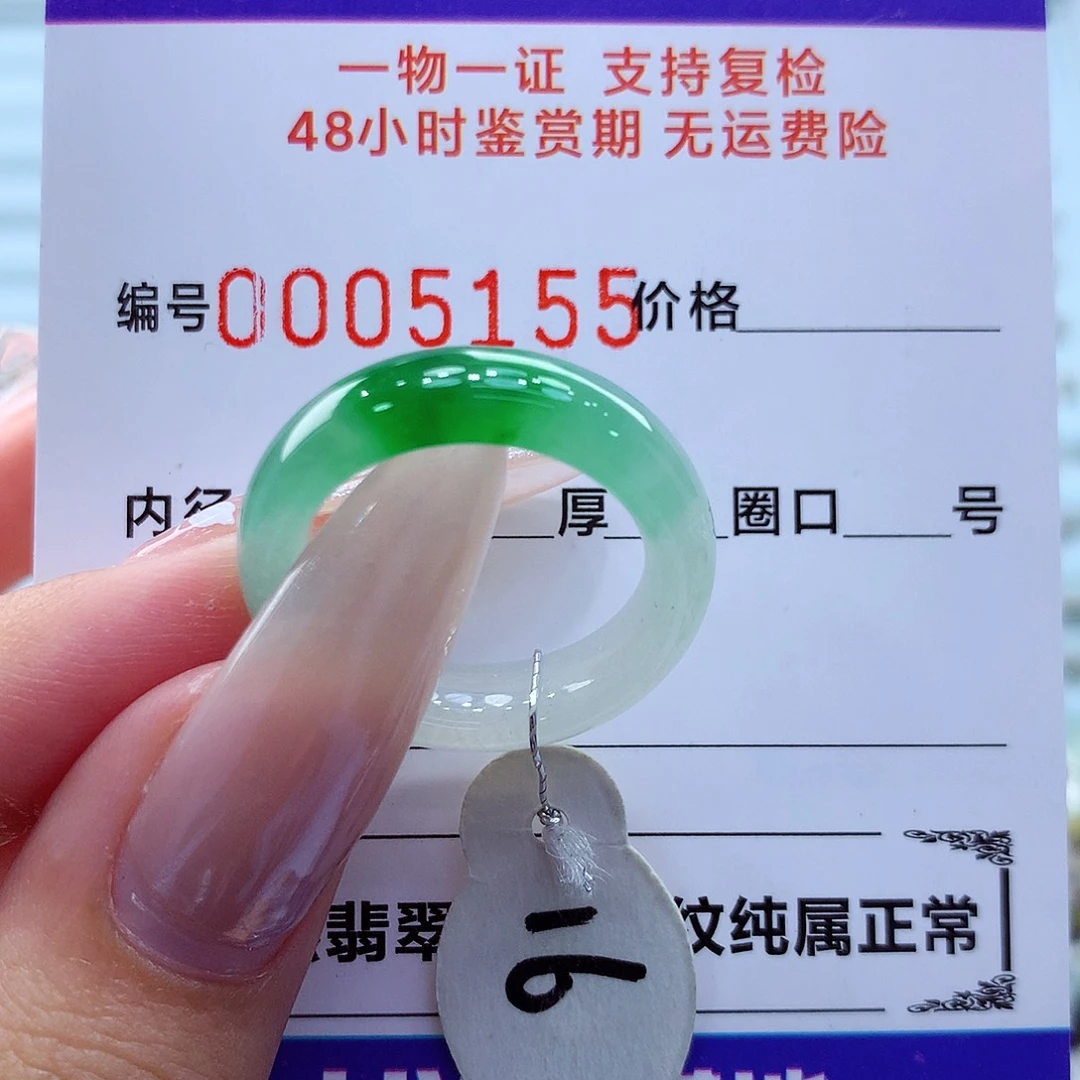 一物一证 支持复检
48小时鉴赏期 无运费险
编号0005155价格
内径 厚 圈口 号
翡翠 纹纯属正常
16